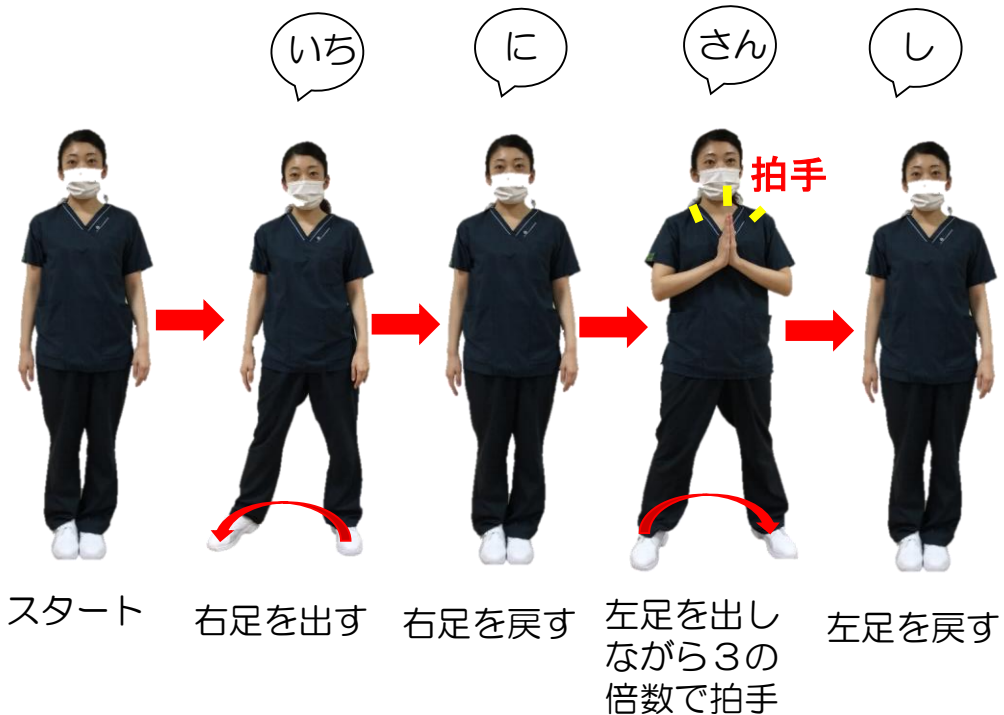 いち
に
さん
し
拍手
スタート
右足を出す
右足を戻す
左足を出し
ながら３の
倍数で拍手
左足を戻す